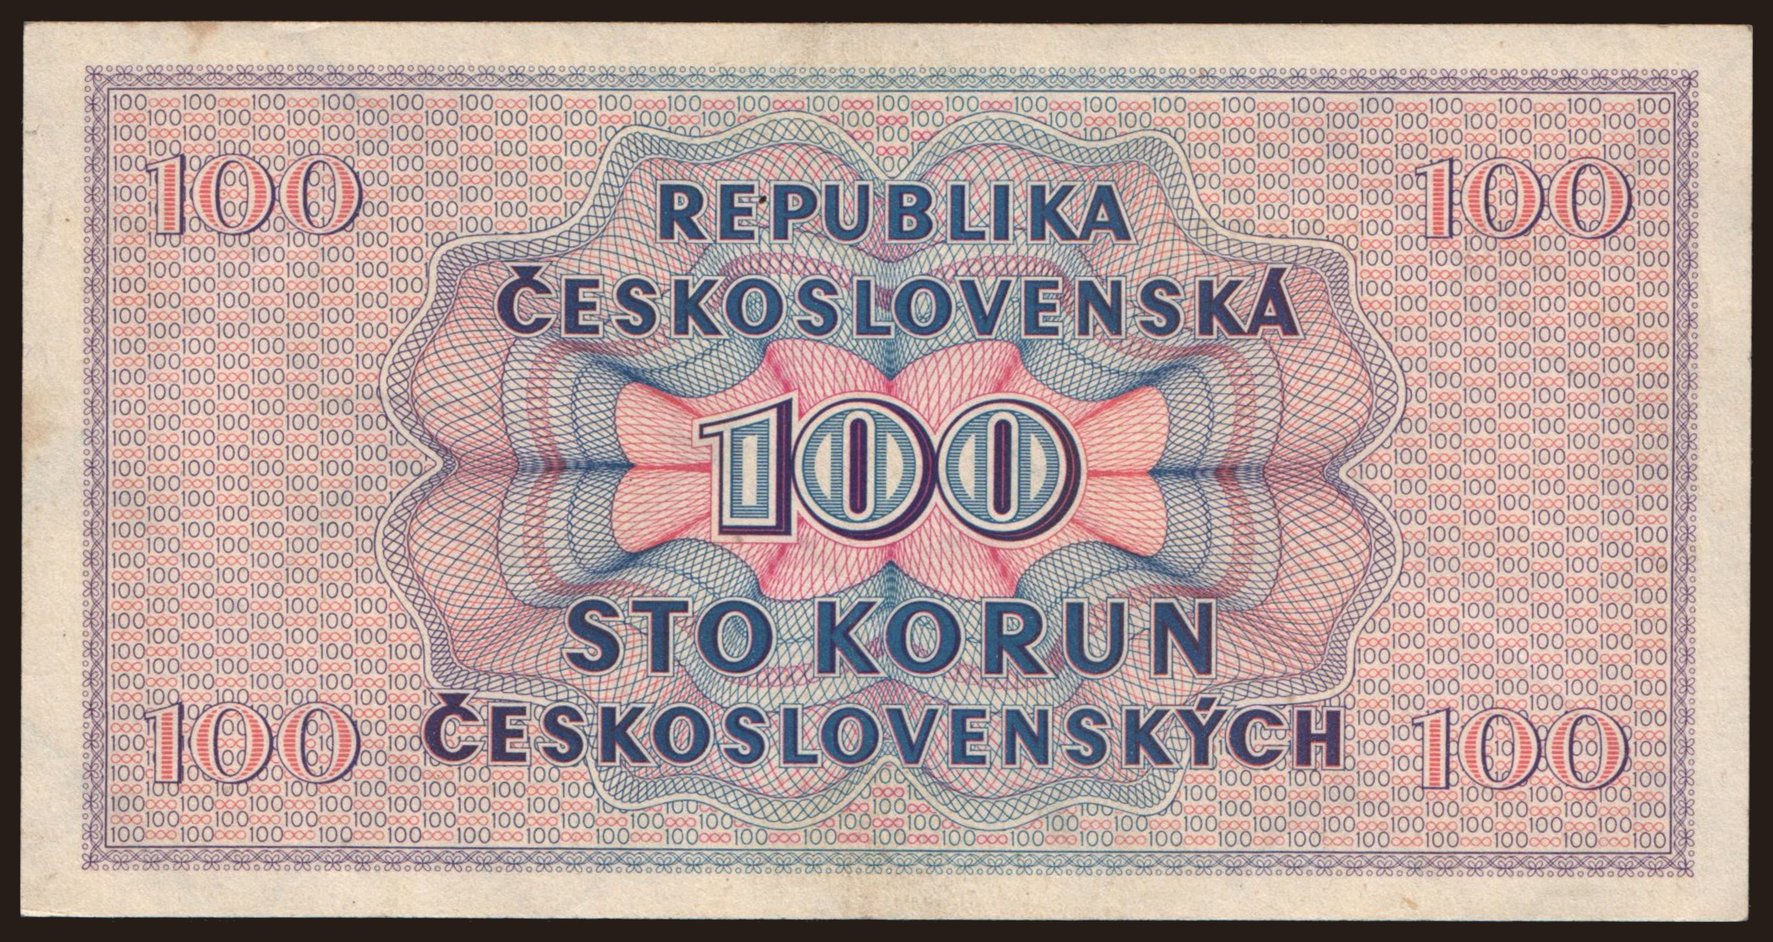 100 100
REPUBLIKA
ČESKOSLOVENSKÁ
100
STO KORUN
ČESKOSLOVENSKÝCH
100 100